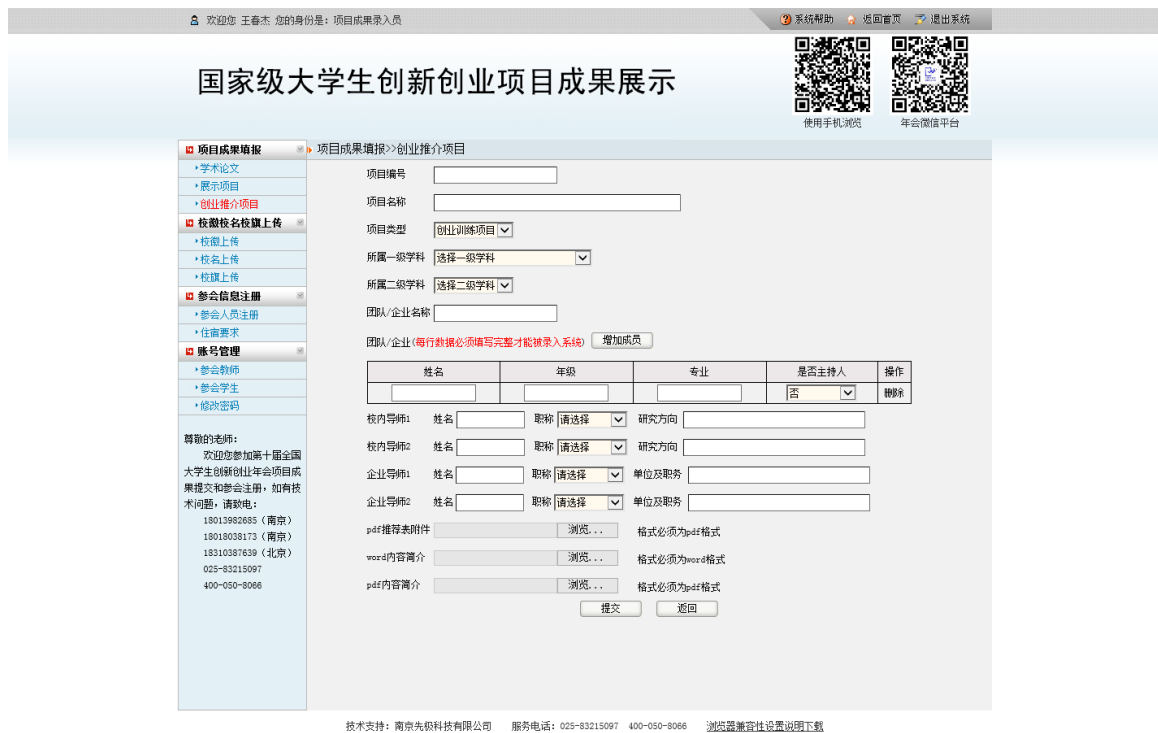 欢迎您 王春杰 您的身份是：项目成果录入员
系统帮助 返回首页 退出系统
国家级大学生创新创业项目成果展示
使用手机浏览 年会微信平台
项目成果填报
学术论文
展示项目
创业推介项目
校徽校名校旗上传
校徽上传
校名上传
校旗上传
参会信息注册
参会人员注册
住宿要求
账号管理
参会教师
参会学生
修改密码
尊敬的老师：
欢迎您参加第十届全国
大学生创新创业年会项目成
果提交和参会注册，如有技
术问题，请致电：
18013982685（南京）
18018038173（南京）
18310387639（北京）
025-83215097
400-050-8066
项目成果填报>>创业推介项目
项目编号
项目名称
项目类型 创业训练项目
所属一级学科 选择一级学科
所属二级学科 选择二级学科
团队/企业名称
团队/企业(每行数据必须填写完整才能被录入系统) 增加成员
姓名 年级 专业 是否主持人 操作
否 删除
校内导师1 姓名 职称 请选择 研究方向
校内导师2 姓名 职称 请选择 研究方向
企业导师1 姓名 职称 请选择 单位及职务
企业导师2 姓名 职称 请选择 单位及职务
pdf推荐表附件 浏览... 格式必须为pdf格式
word内容简介 浏览... 格式必须为word格式
pdf内容简介 浏览... 格式必须为pdf格式
提交 返回
技术支持：南京先极科技有限公司 服务电话：025-83215097 400-050-8066 浏览器兼容性设置说明下载